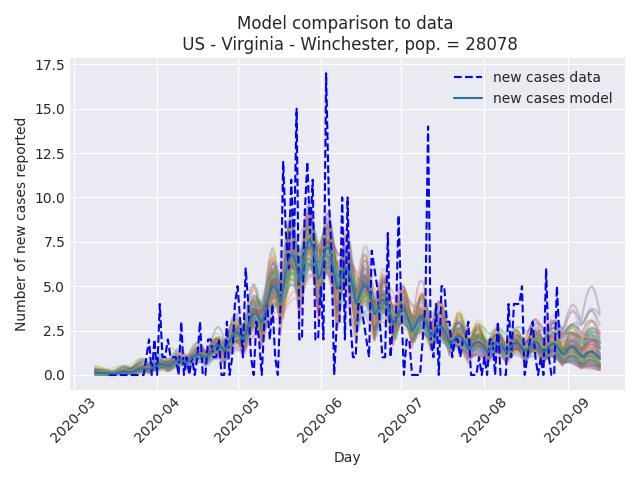 Model comparison to data
US - Virginia - Winchester, pop. = 28078
17.5
15.0
12.5
10.0
7.5
5.0
2.5
0.0
Number of new cases reported
new cases data
new cases model
2020-03
2020-04
2020-05
2020-06
2020-07
2020-08
2020-09
Day